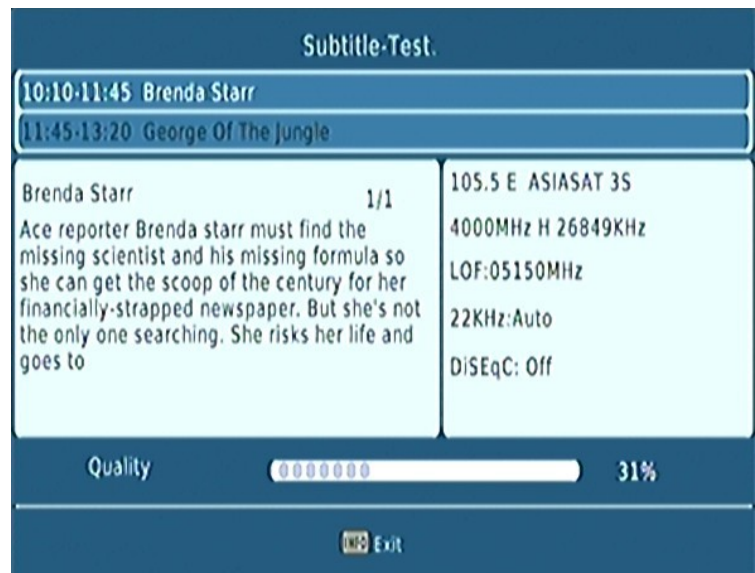 Subtitle-Test.
10:10-11:45 Brenda Starr
11:45-13:20 George Of The Jungle
Brenda Starr 1/1
Ace reporter Brenda starr must find the
missing scientist and his missing formula so
she can get the scoop of the century for her
financially-strapped newspaper. But she's not
the only one searching. She risks her life and
goes to
105.5 E ASIASAT 3S
4000MHz H 26849KHz
LOF:05150MHz
22KHz:Auto
DiSEqC: Off
Quality 31%
INFO Exit